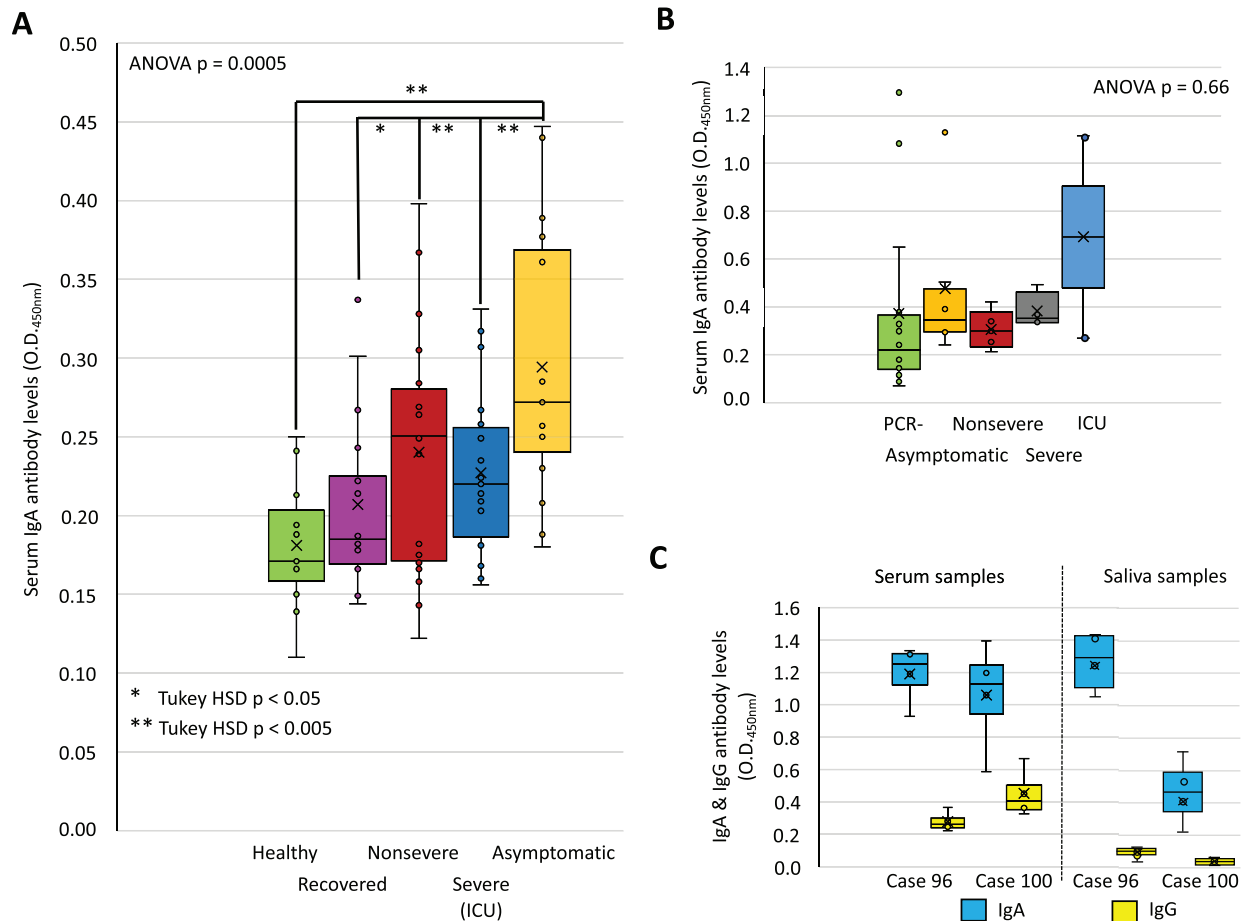 A
Serum IgA antibody levels (O.D.450nm)
0.50
0.45
0.40
0.35
0.30
0.25
0.20
0.15
0.10
0.05
0.00
ANOVA p = 0.0005
**
* ** **
* Tukey HSD p < 0.05
** Tukey HSD p < 0.005
Healthy Nonsevere Asymptomatic
Recovered Severe
(ICU)
B
Serum IgA antibody levels (O.D.450nm)
1.4
1.2
1.0
0.8
0.6
0.4
0.2
0.0
ANOVA p = 0.66
PCR- Nonsevere ICU
Asymptomatic Severe
C
Serum samples Saliva samples
IgA & IgG antibody levels
(O.D.450nm)
1.6
1.4
1.2
1.0
0.8
0.6
0.4
0.2
0.0
Case 96 Case 100 Case 96 Case 100
IgA IgG